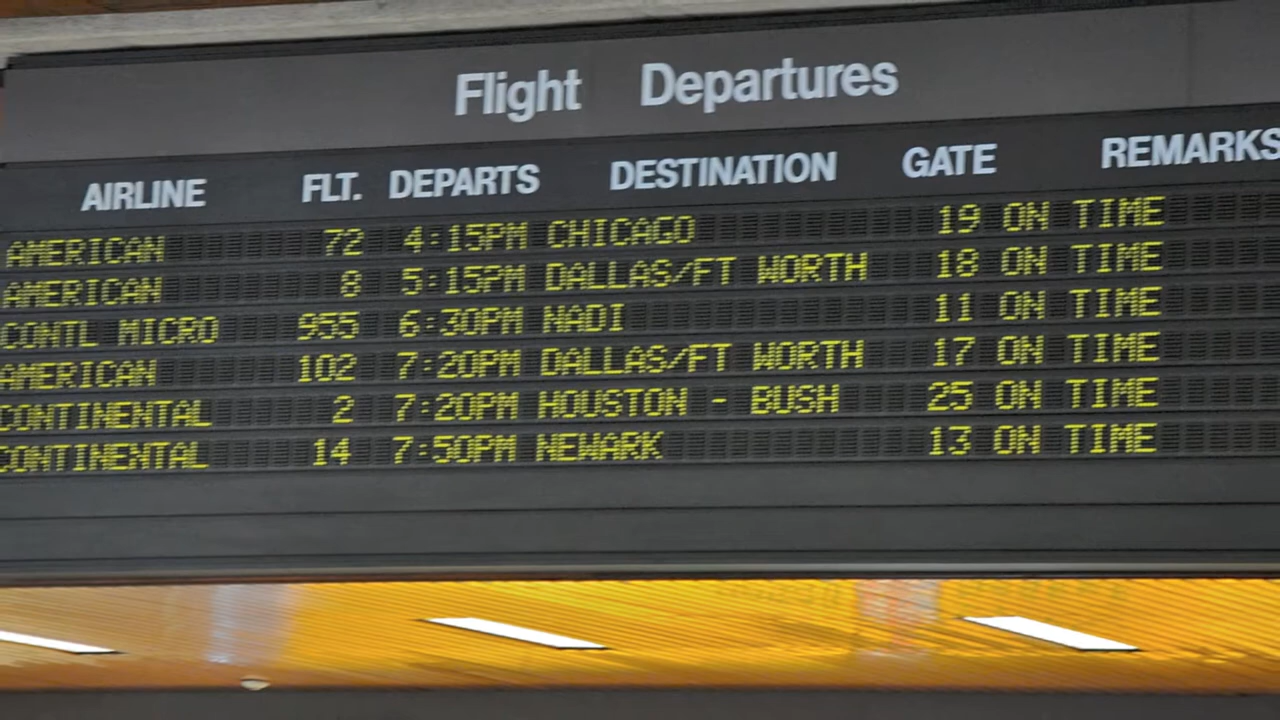 Flight Departures
AIRLINE FLT. DEPARTS DESTINATION GATE REMARKS
AMERICAN 72 4:15PM CHICAGO 19 ON TIME
AMERICAN 8 5:15PM DALLAS/FT WORTH 18 ON TIME
CONTL MICRO 955 6:30PM NADI 11 ON TIME
AMERICAN 102 7:20PM DALLAS/FT WORTH 17 ON TIME
CONTINENTAL 2 7:20PM HOUSTON - BUSH 25 ON TIME
CONTINENTAL 14 7:50PM NEWARK 13 ON TIME